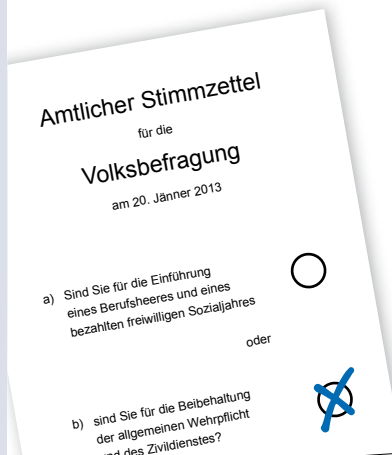 Amtlicher Stimmzettel
für die
Volksbefragung
am 20. Jänner 2013
a) Sind Sie für die Einführung
eines Berufsheeres und eines
bezahlten freiwilligen Sozialjahres
oder
b) sind Sie für die Beibehaltung
der allgemeinen Wehrpflicht
und des Zivildienstes?